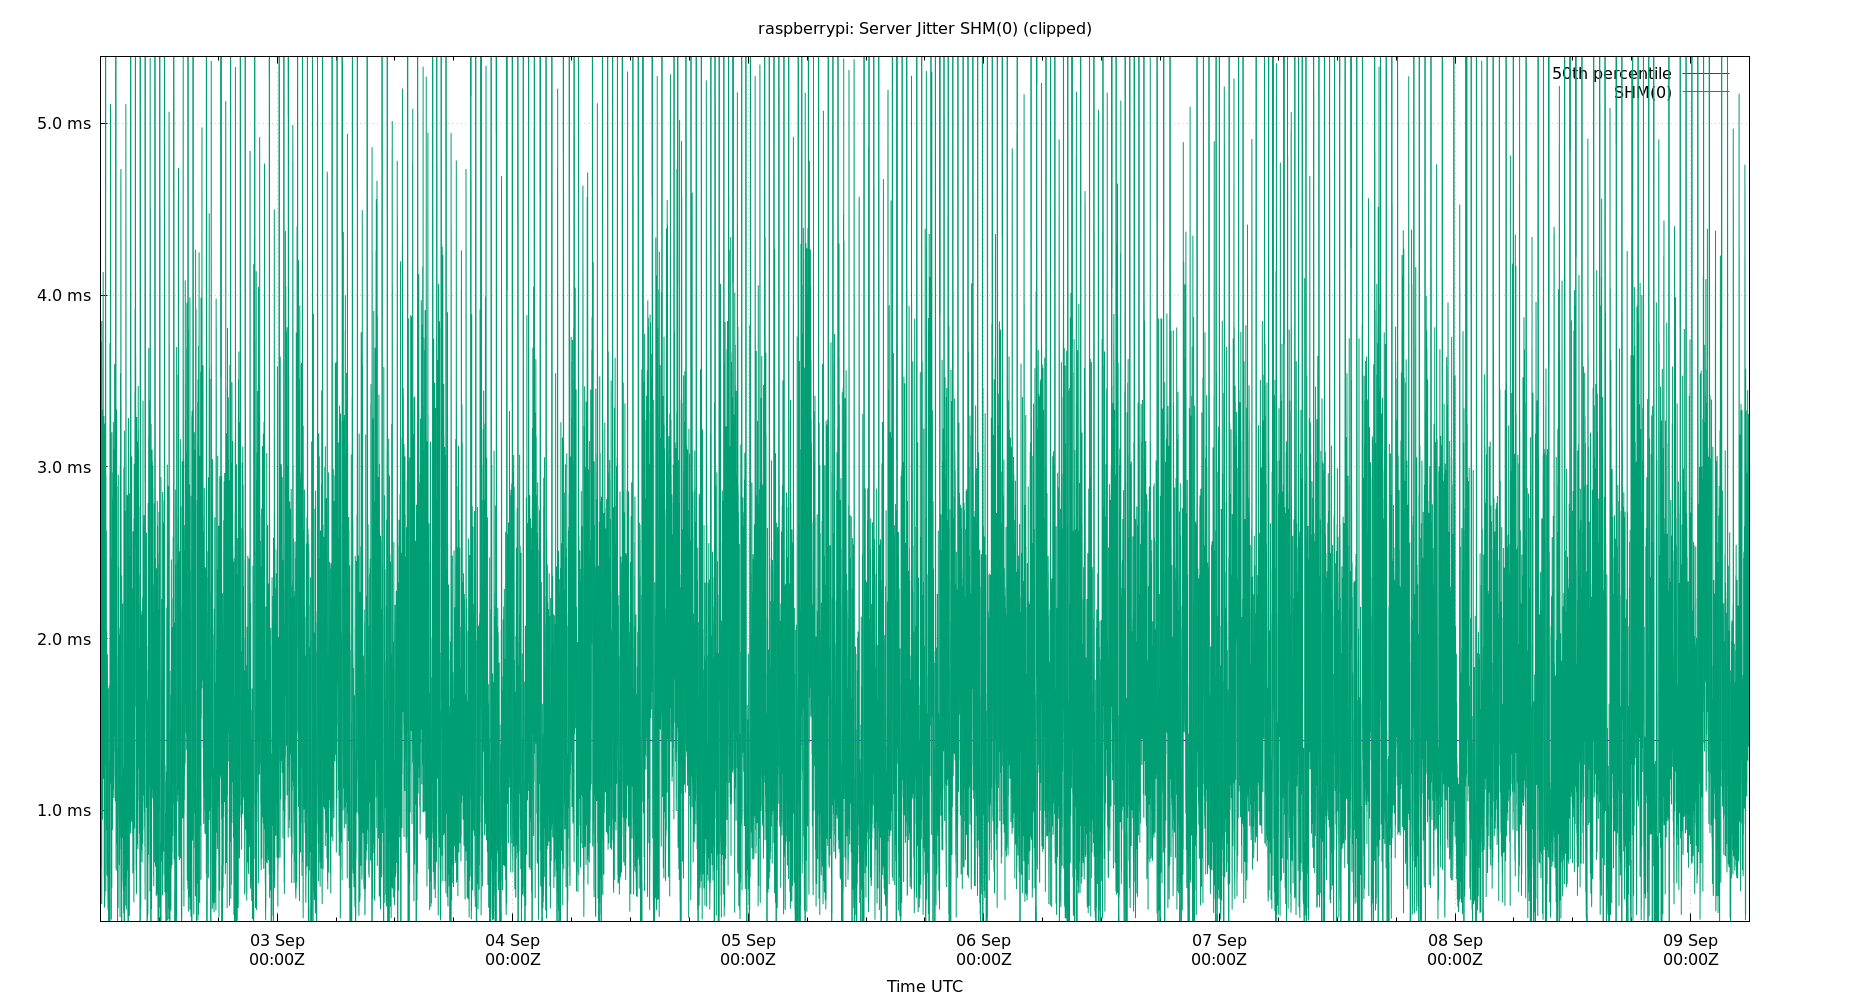 raspberrypi: Server Jitter SHM(0) (clipped)
50th percentile
SHM(0)
5.0 ms
4.0 ms
3.0 ms
2.0 ms
1.0 ms
03 Sep 04 Sep 05 Sep 06 Sep 07 Sep 08 Sep 09 Sep
00:00Z 00:00Z 00:00Z 00:00Z 00:00Z 00:00Z 00:00Z
Time UTC